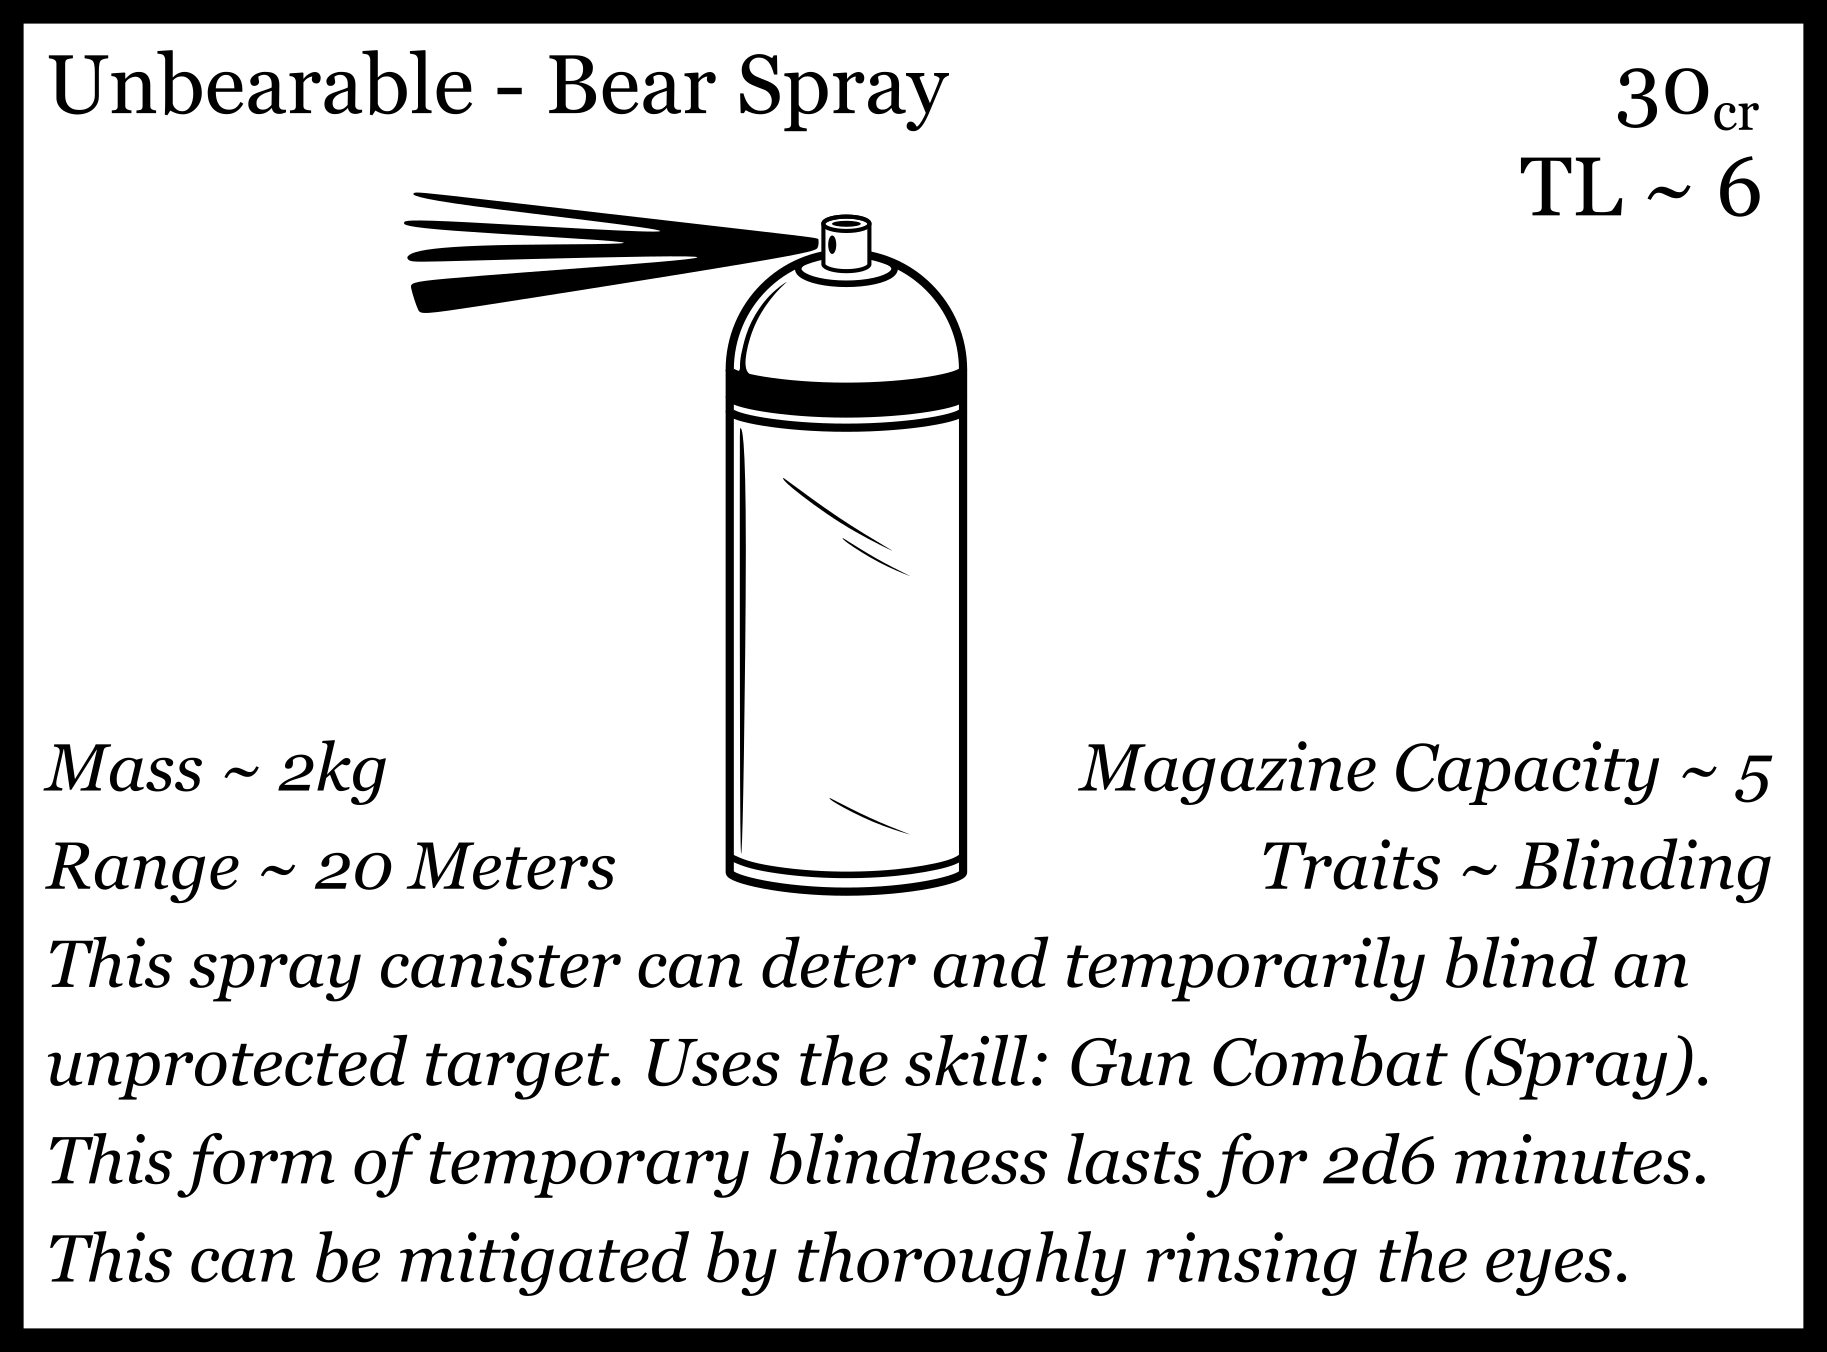 Unbearable - Bear Spray
30cr
TL ~ 6
Mass ~ 2kg
Magazine Capacity ~ 5
Range ~ 20 Meters
Traits ~ Blinding
This spray canister can deter and temporarily blind an
unprotected target. Uses the skill: Gun Combat (Spray).
This form of temporary blindness lasts for 2d6 minutes.
This can be mitigated by thoroughly rinsing the eyes.